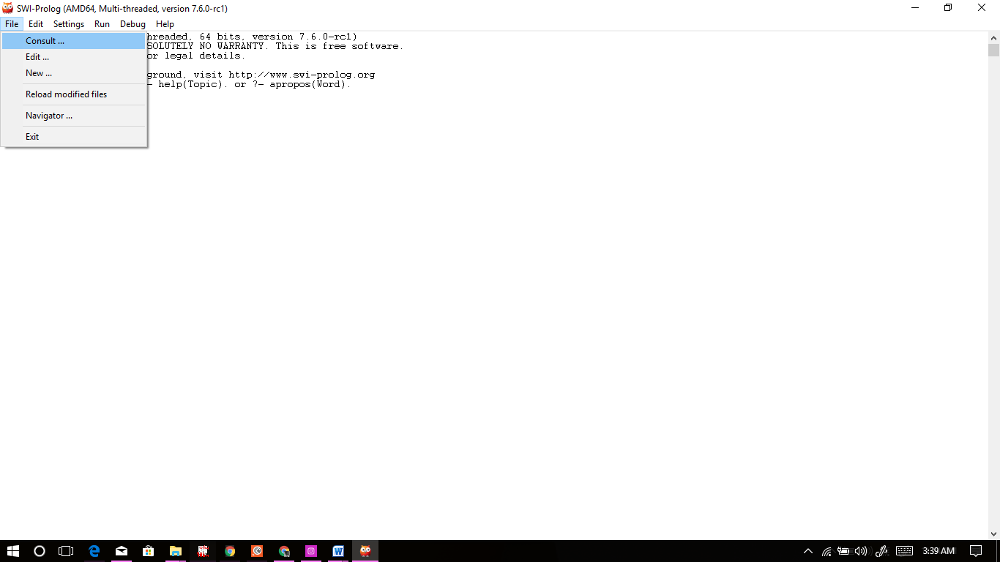 SWI-Prolog (AMD64, Multi-threaded, version 7.6.0-rc1)
File Edit Settings Run Debug Help
hreaded, 64 bits, version 7.6.0-rc1)
SOLUTELY NO WARRANTY. This is free software.
or legal details.
ground, visit http://www.swi-prolog.org
- help(Topic). or ?- apropos(Word).
Consult ...
Edit ...
New ...
Reload modified files
Navigator ...
Exit
3:39 AM